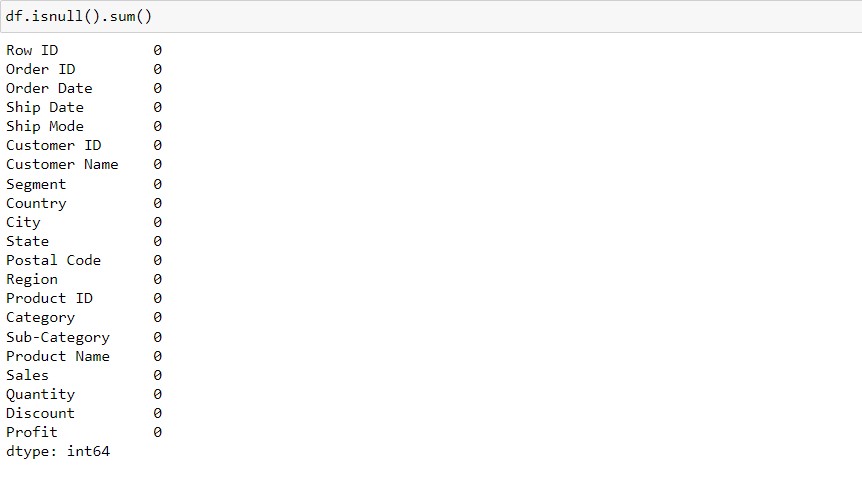 df.isnull().sum()
Row ID 0
Order ID 0
Order Date 0
Ship Date 0
Ship Mode 0
Customer ID 0
Customer Name 0
Segment 0
Country 0
City 0
State 0
Postal Code 0
Region 0
Product ID 0
Category 0
Sub-Category 0
Product Name 0
Sales 0
Quantity 0
Discount 0
Profit 0
dtype: int64